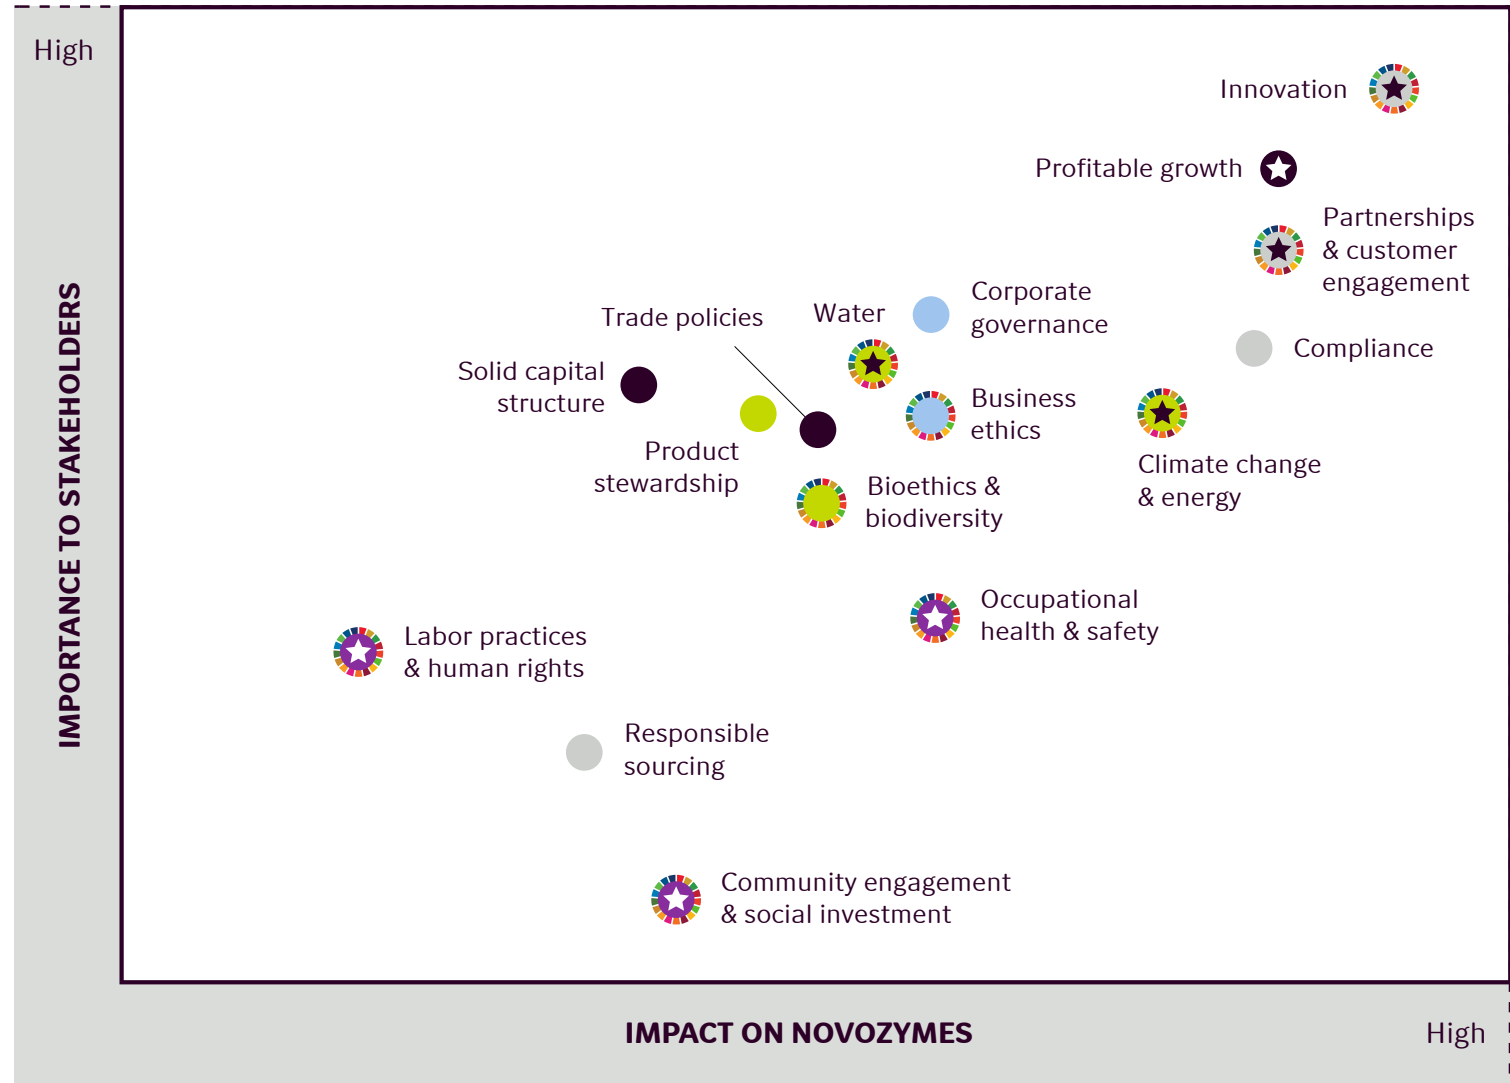 High
Innovation
Profitable growth
Partnerships
& customer
engagement
Corporate
governance
Water
Trade policies
Compliance
Solid capital
structure
Business
ethics
Product
stewardship
Climate change
& energy
Bioethics &
biodiversity
Occupational
health & safety
Labor practices
& human rights
Responsible
sourcing
Community engagement
& social investment
IMPORTANCE TO STAKEHOLDERS
IMPACT ON NOVOZYMES
High